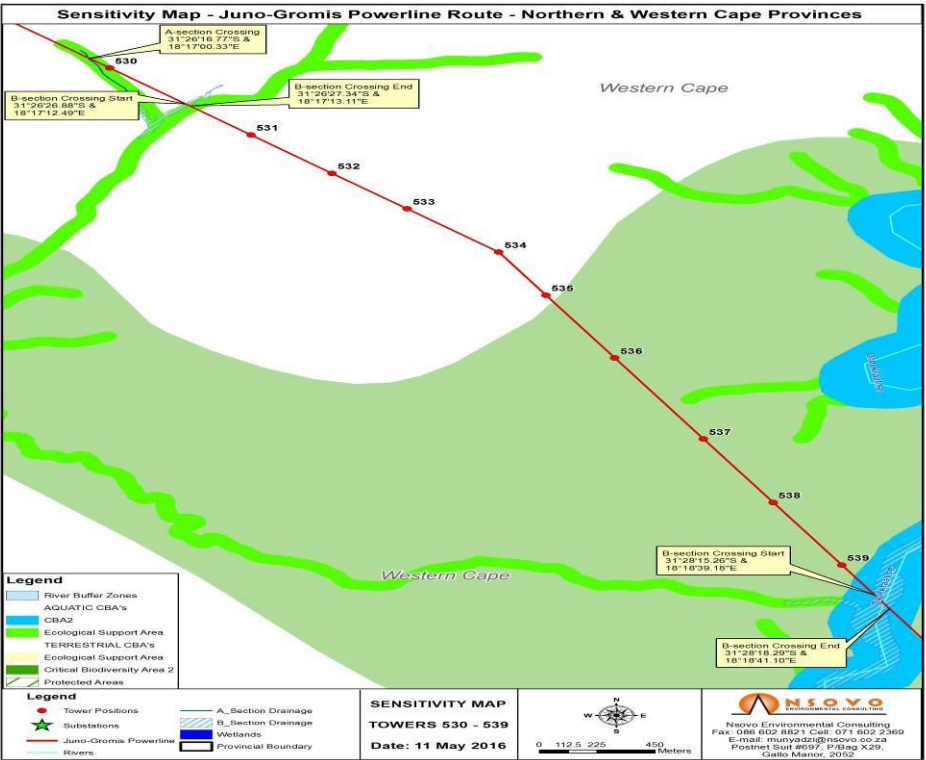 Sensitivity Map - Juno-Gromis Powerline Route - Northern & Western Cape Provinces
A-section Crossing
31°26'16.77"S &
18°17'00.33"E
530
B-section Crossing Start
31°26'26.88"S &
18°17'12.49"E
B-section Crossing End
31°26'27.34"S &
18°17'13.11"E
Western Cape
531
532
533
534
535
536
537
538
539
B-section Crossing Start
31°28'15.26"S &
18°18'39.18"E
Western Cape
B-section Crossing End
31°28'18.29"S &
18°18'41.10"E
Legend
River Buffer Zones
AQUATIC CBA's
CBA2
Ecological Support Area
TERRESTRIAL CBA's
Ecological Support Area
Critical Biodiversity Area 2
Protected Areas
Legend
Tower Positions
Substations
Juno-Gromis Powerline
Rivers
A_Section Drainage
B_Section Drainage
Wetlands
Provincial Boundary
SENSITIVITY MAP
TOWERS 530 - 539
Date: 11 May 2016
N
W
E
S
0 112.5 225 450
Meters
NSOVO
ENVIRONMENTAL CONSULTING
Nsovo Environmental Consulting
Fax: 086 602 8821 Cell: 071 602 2369
E-mail: munyadzi@nsovo.co.za
Postnet Suit #697, P/Bag X29,
Gallo Manor, 2052